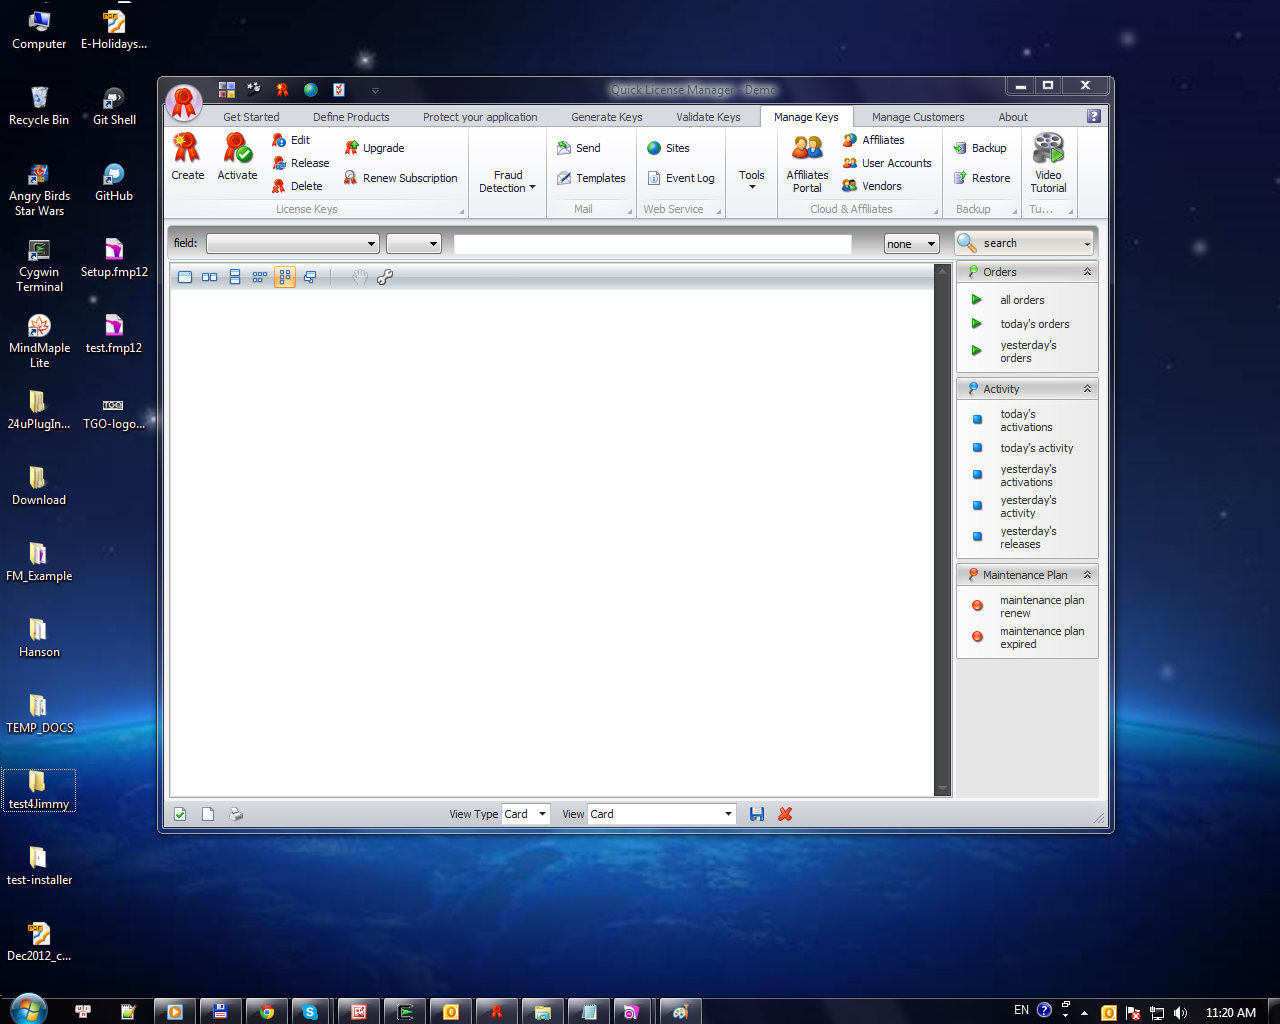 Computer
E-Holidays...
Recycle Bin
Git Shell
Angry Birds
Star Wars
GitHub
Cygwin
Terminal
Setup.fmp12
MindMaple
Lite
test.fmp12
24uPlugIn...
TGO
TGO-logo...
Download
FM_Example
Hanson
TEMP_DOCS
test4Jimmy
test-installer
Dec2012_c...
Quick License Manager - Demo
Get Started
Define Products
Protect your application
Generate Keys
Validate Keys
Manage Keys
Manage Customers
About
Create
Activate
Edit
Release
Delete
Upgrade
Renew Subscription
License Keys
Fraud
Detection
Send
Templates
Mail
Sites
Event Log
Web Service
Tools
Affiliates
Portal
Affiliates
User Accounts
Vendors
Cloud & Affiliates
Backup
Restore
Backup
Video
Tutorial
Tu...
field:
none
search
Orders
all orders
today's orders
yesterday's
orders
Activity
today's
activations
today's activity
yesterday's
activations
yesterday's
activity
yesterday's
releases
Maintenance Plan
maintenance plan
renew
maintenance plan
expired
View Type
Card
View
Card
EN
11:20 AM